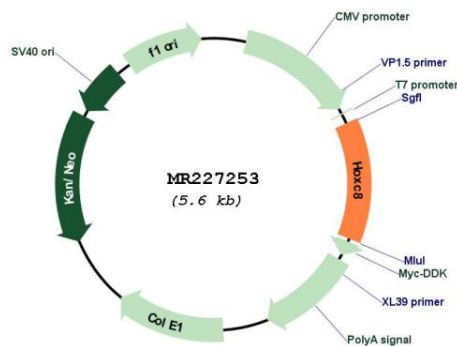 CMV promoter
SV40 ori
f1 ori
VP1.5 primer
T7 promoter
SgfI
Kan/Neo
MR227253
(5.6 kb)
Hoxc8
MluI
Myc-DDK
XL39 primer
Col E1
PolyA signal